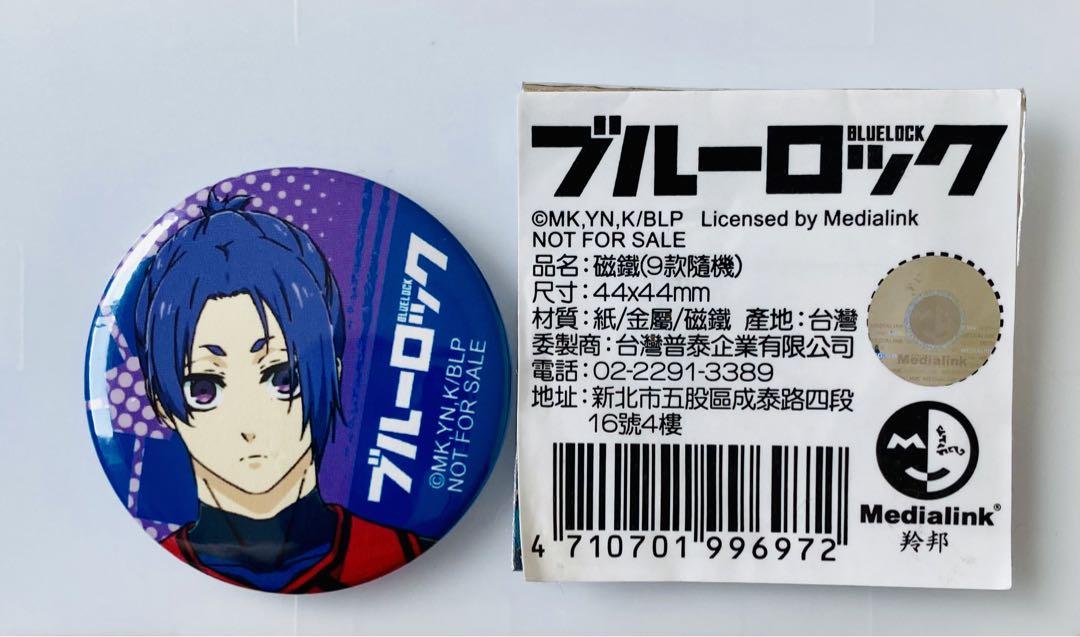 ブルーロック
BLUELOCK
©MK,YN,K/BLP
NOT FOR SALE
ブルーロック
BLUELOCK
©MK,YN,K/BLP Licensed by Medialink
NOT FOR SALE
品名:磁鐵(9款隨機)
尺寸:44x44mm
材質:紙/金屬/磁鐵 產地:台灣
委製商:台灣普泰企業有限公司
電話:02-2291-3389
地址:新北市五股區成泰路四段
16號4樓
Medialink
4 710701 996972
Medialink®
羚邦